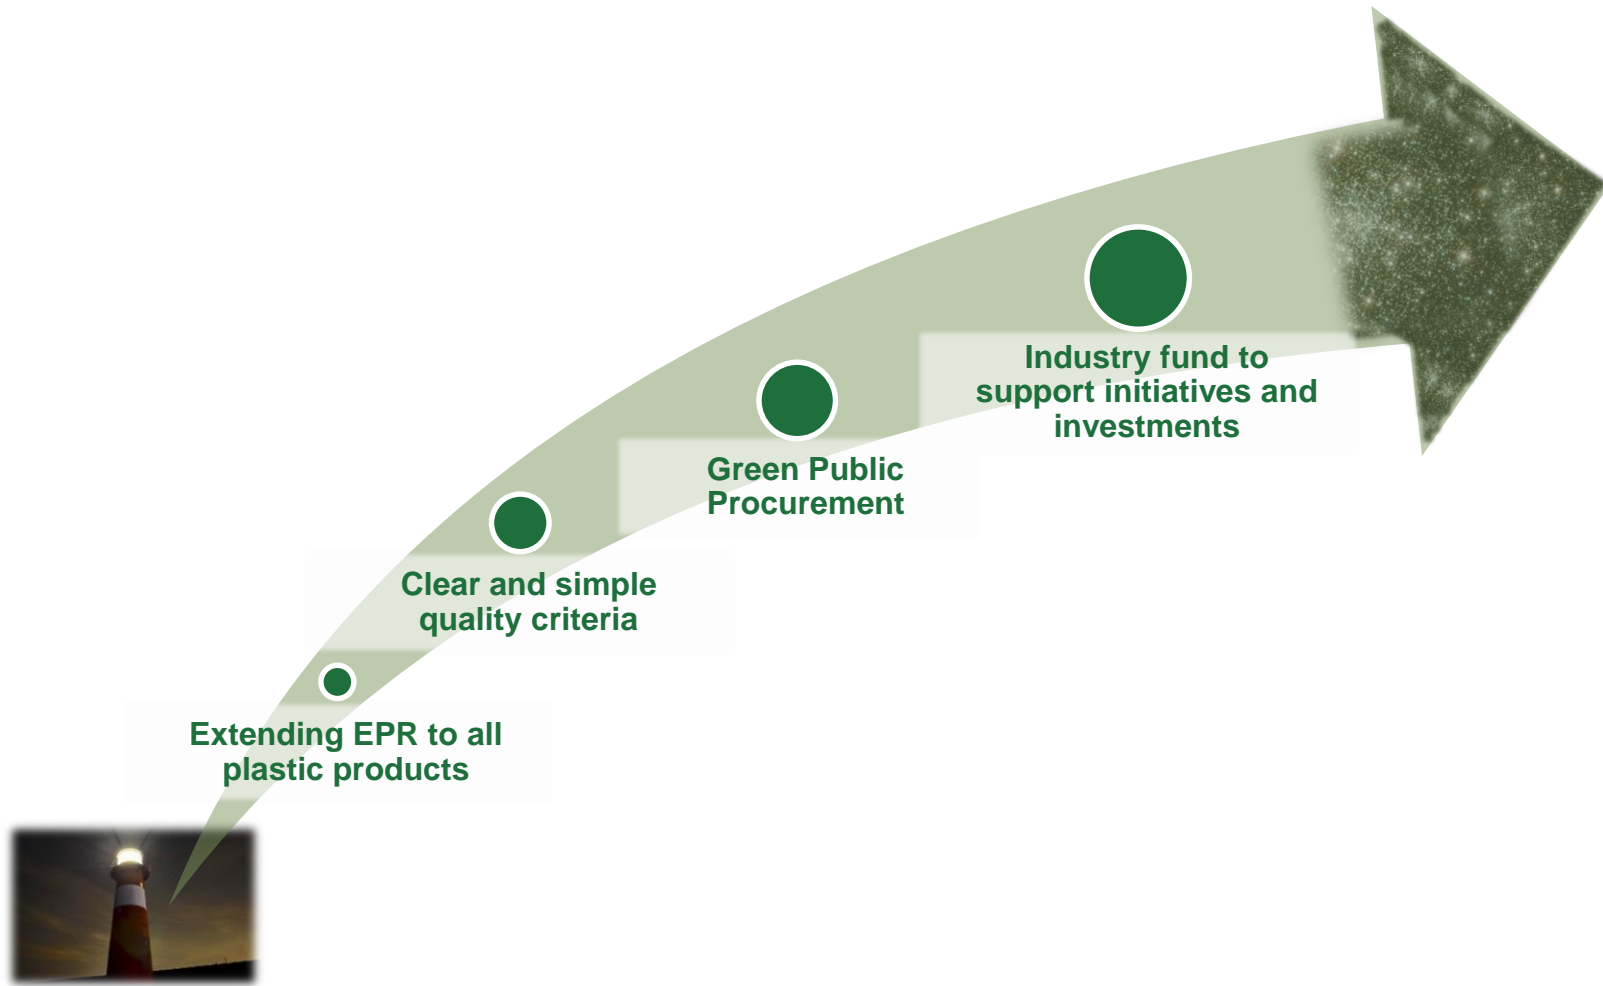 Industry fund to
support initiatives and
investments
Green Public
Procurement
Clear and simple
quality criteria
Extending EPR to all
plastic products